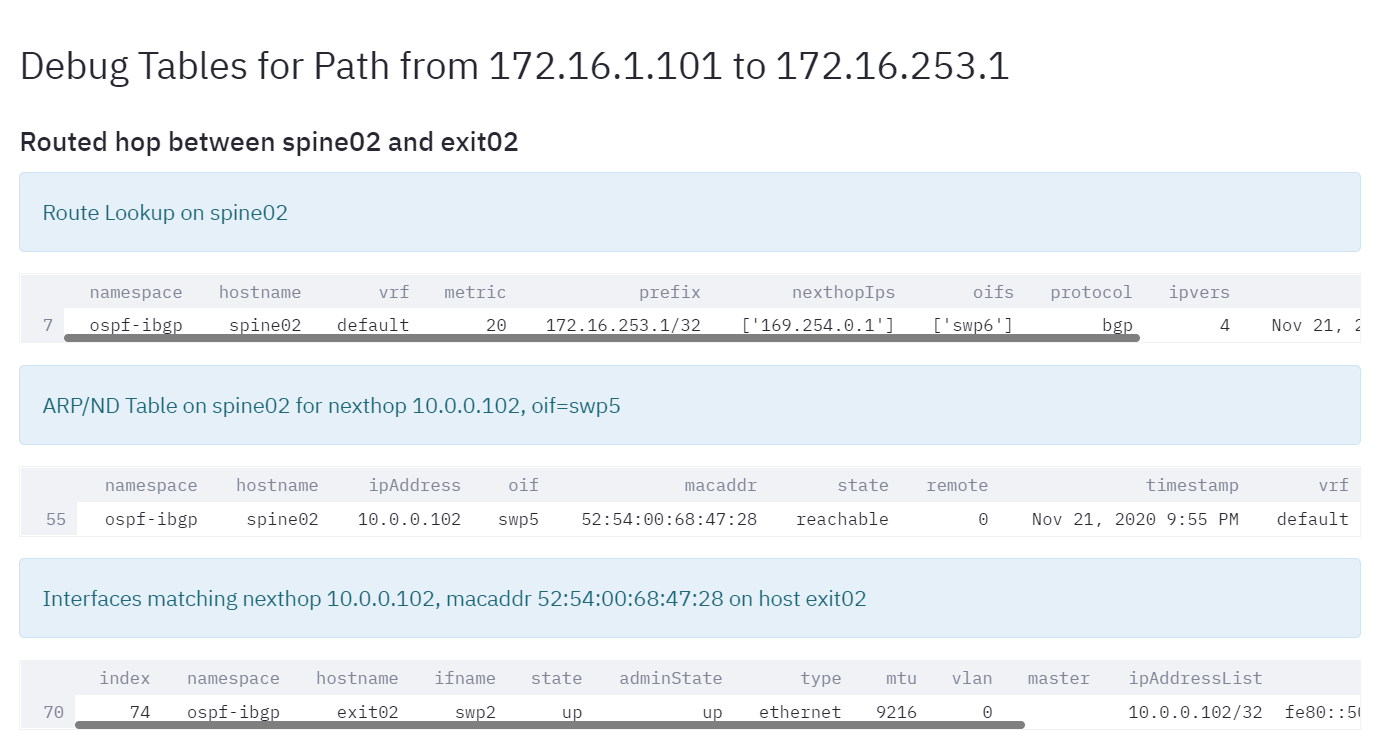 Debug Tables for Path from 172.16.1.101 to 172.16.253.1
Routed hop between spine02 and exit02
Route Lookup on spine02
namespace hostname vrf metric prefix nexthopIps oifs protocol ipvers
7 ospf-ibgp spine02 default 20 172.16.253.1/32 ['169.254.0.1'] ['swp6'] bgp 4 Nov 21, 2
ARP/ND Table on spine02 for nexthop 10.0.0.102, oif=swp5
namespace hostname ipAddress oif macaddr state remote timestamp vrf
55 ospf-ibgp spine02 10.0.0.102 swp5 52:54:00:68:47:28 reachable 0 Nov 21, 2020 9:55 PM default
Interfaces matching nexthop 10.0.0.102, macaddr 52:54:00:68:47:28 on host exit02
index namespace hostname ifname state adminState type mtu vlan master ipAddressList
70 74 ospf-ibgp exit02 swp2 up up ethernet 9216 0 10.0.0.102/32 fe80::50